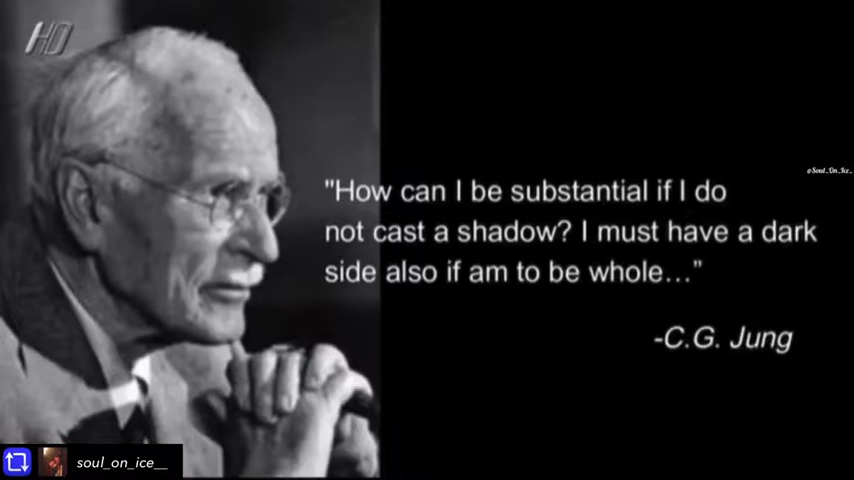 HD
@Soul_On_Ice_
"How can I be substantial if I do
not cast a shadow? I must have a dark
side also if am to be whole…”
-C.G. Jung
soul_on_ice__